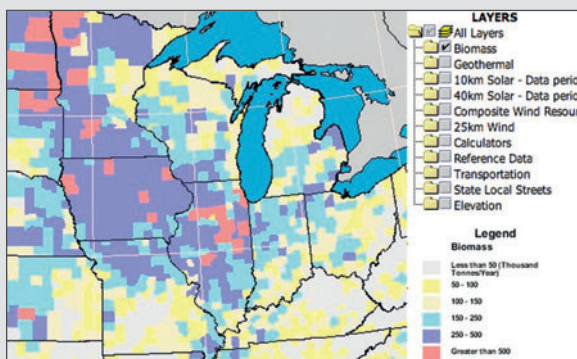 LAYERS
All Layers
Biomass
Geothermal
10km Solar - Data perio
40km Solar - Data perio
Composite Wind Resour
25km Wind
Calculators
Reference Data
Transportation
State Local Streets
Elevation
Legend
Biomass
Less than 50 (Thousand
Tonnes/Year)
50 - 100
100 - 150
150 - 250
250 - 500
Greater than 500